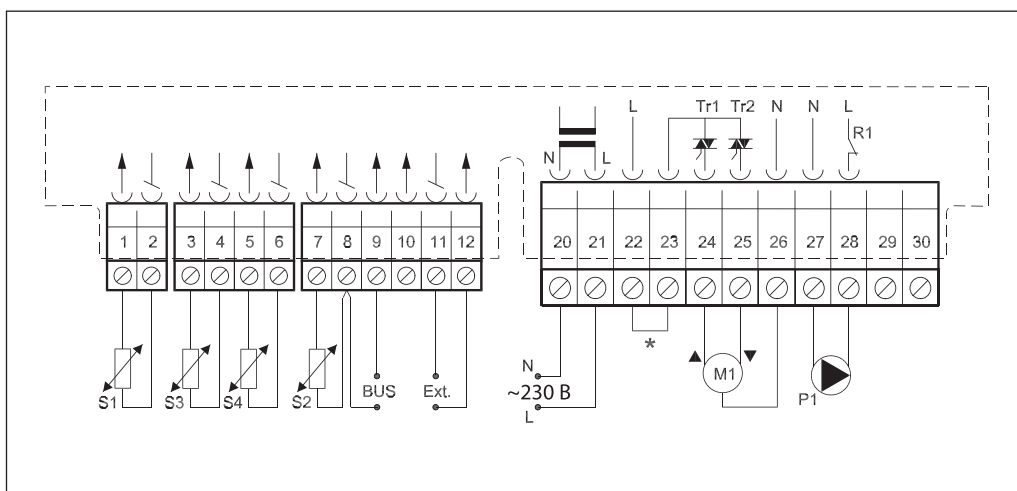 L Tr1 Tr2 N N L
R1
N L
1 2 3 4 5 6 7 8 9 10 11 12
20 21 22 23 24 25 26 27 28 29 30
*
N
~230 В
L
M1
P1
S1 S3 S4 S2 BUS Ext.